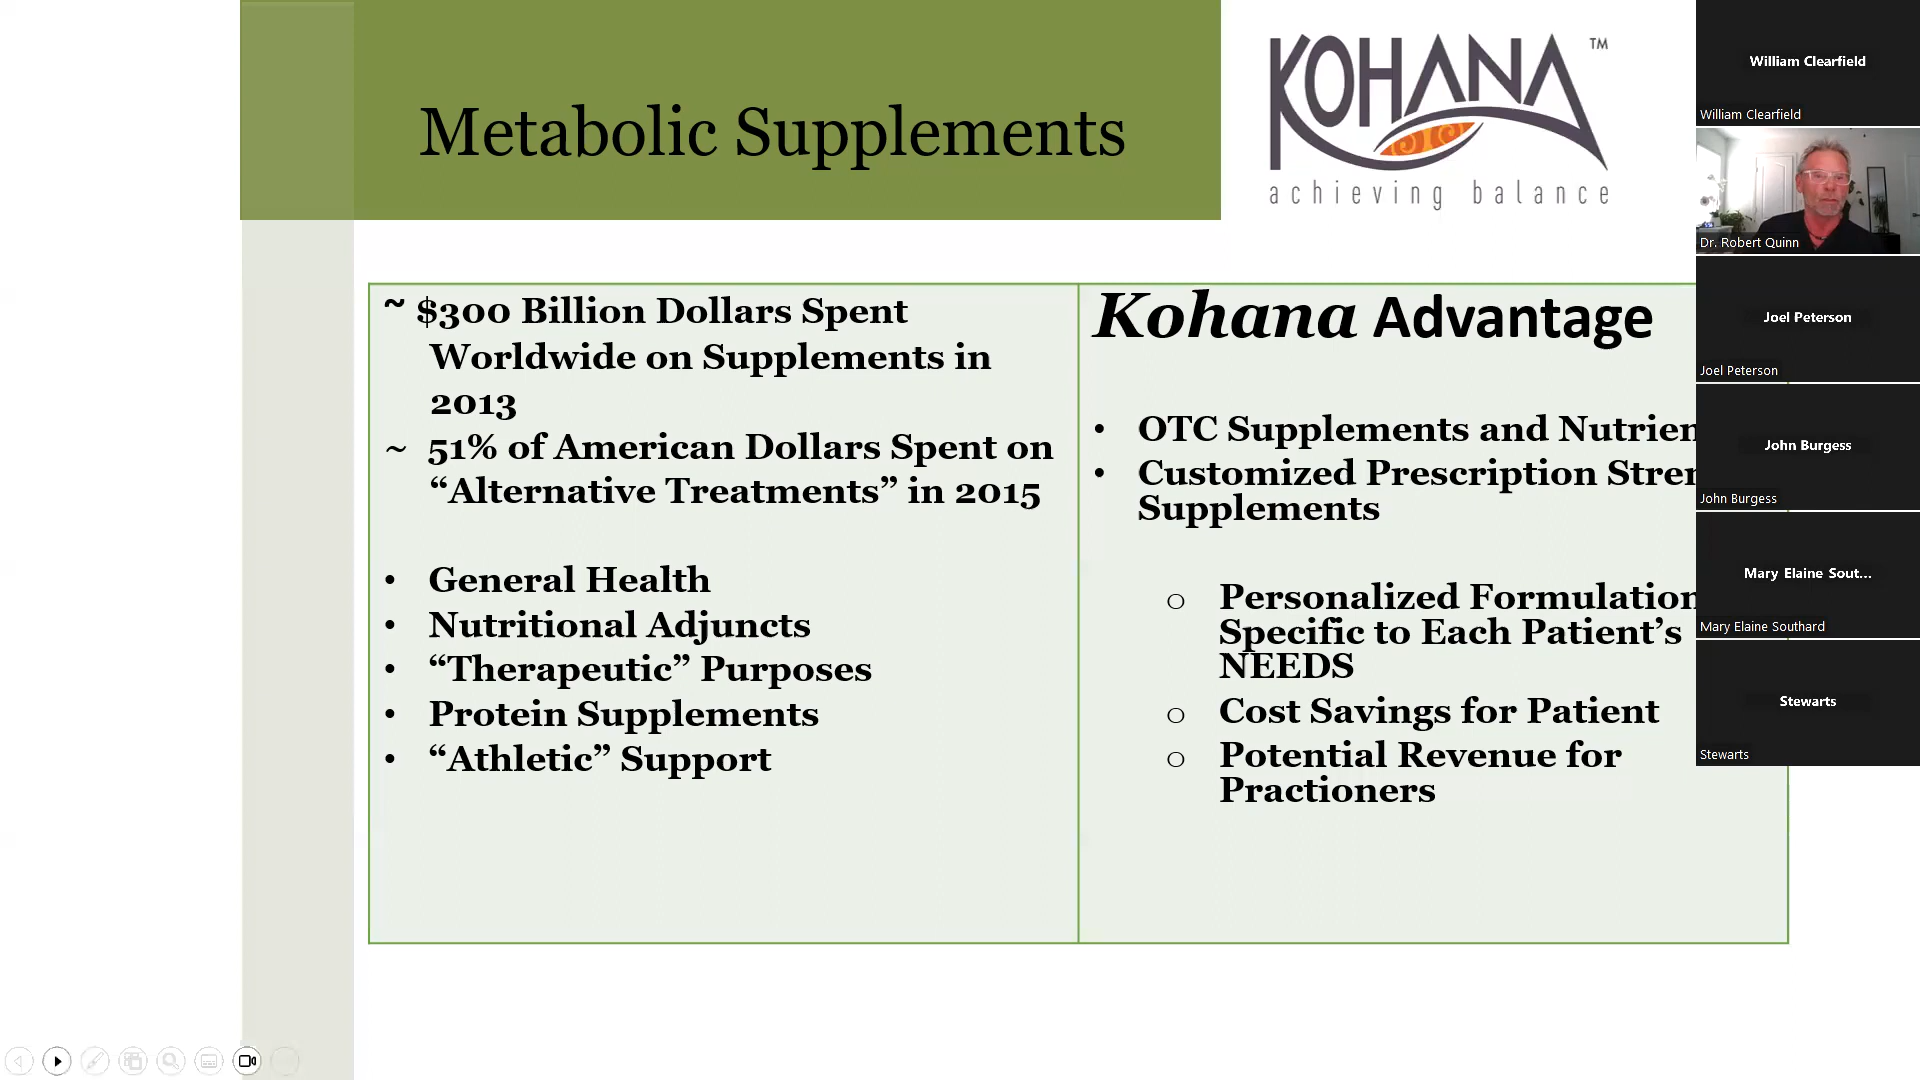 Metabolic Supplements
KOHANA™
achieving balance
~ $300 Billion Dollars Spent
Worldwide on Supplements in
2013
~ 51% of American Dollars Spent on
“Alternative Treatments” in 2015
• General Health
• Nutritional Adjuncts
• “Therapeutic” Purposes
• Protein Supplements
• “Athletic” Support
Kohana Advantage
• OTC Supplements and Nutrien
• Customized Prescription Stren
Supplements
o Personalized Formulation
Specific to Each Patient’s
NEEDS
o Cost Savings for Patient
o Potential Revenue for
Practioners
William Clearfield
William Clearfield
Dr. Robert Quinn
Joel Peterson
Joel Peterson
John Burgess
John Burgess
Mary Elaine Sout...
Mary Elaine Southard
Stewarts
Stewarts